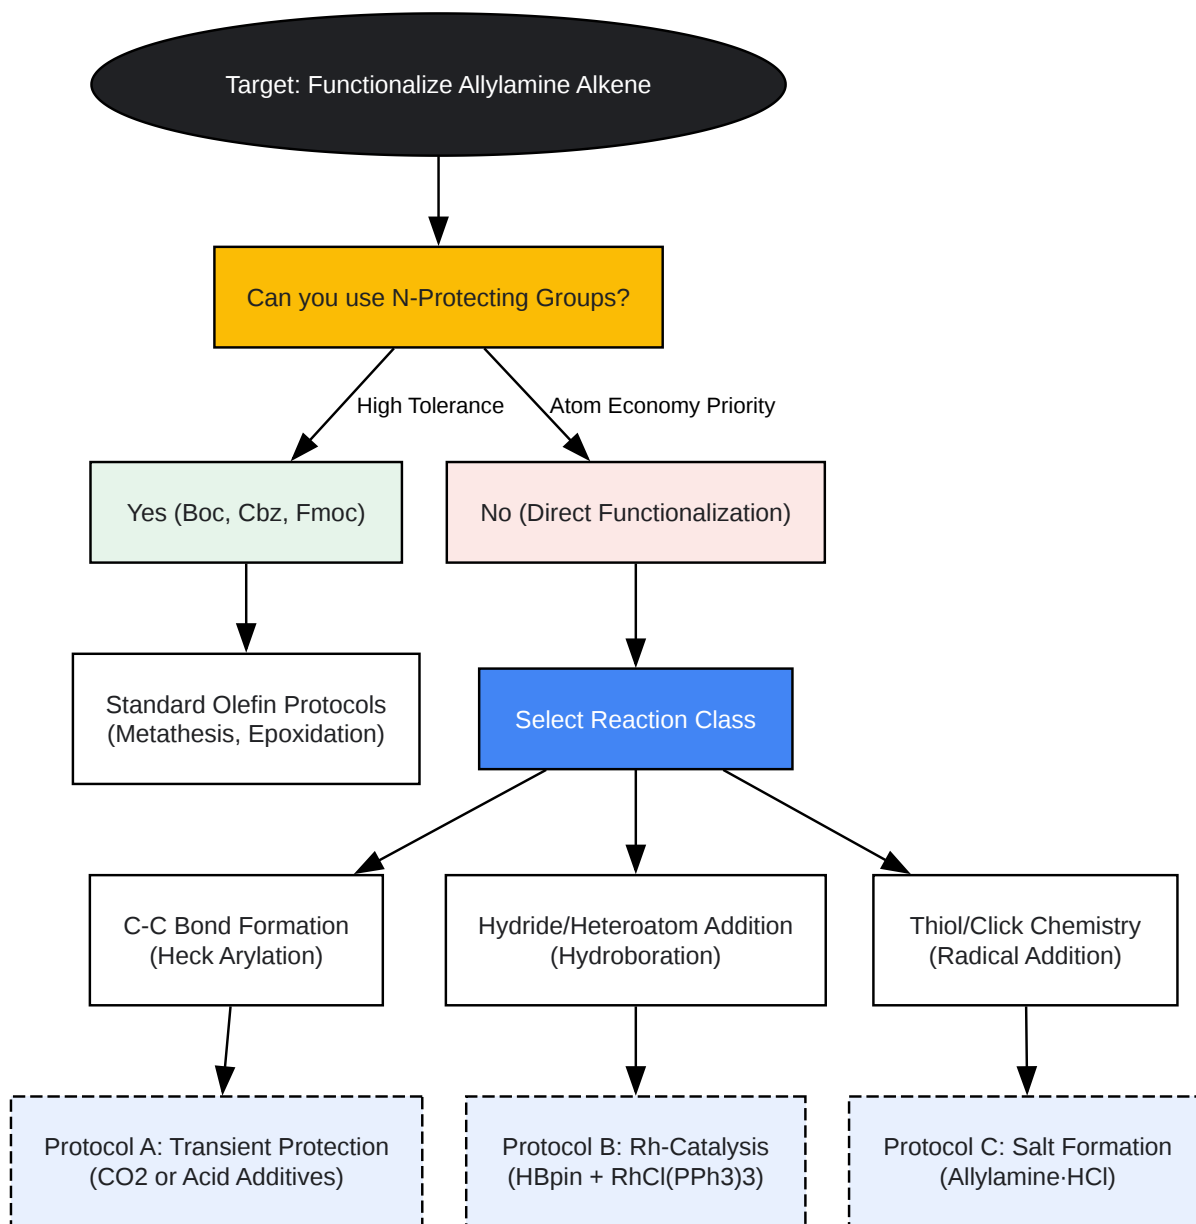 Target: Functionalize Allylamine Alkene
Can you use N-Protecting Groups?
High Tolerance
Atom Economy Priority
Yes (Boc, Cbz, Fmoc)
No (Direct Functionalization)
Standard Olefin Protocols
(Metathesis, Epoxidation)
Select Reaction Class
C-C Bond Formation
(Heck Arylation)
Hydride/Heteroatom Addition
(Hydroboration)
Thiol/Click Chemistry
(Radical Addition)
Protocol A: Transient Protection
(CO2 or Acid Additives)
Protocol B: Rh-Catalysis
(HBpin + RhCl(PPh3)3)
Protocol C: Salt Formation
(Allylamine·HCl)